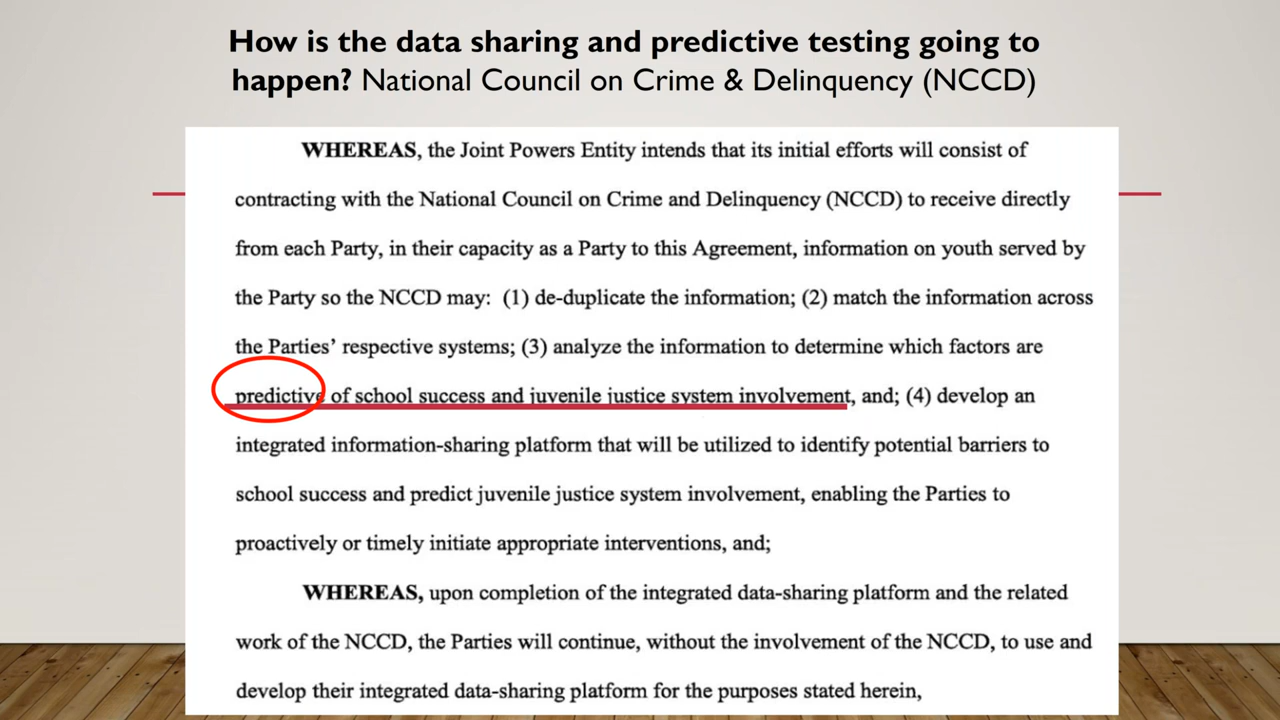 How is the data sharing and predictive testing going to
happen? National Council on Crime & Delinquency (NCCD)
WHEREAS, the Joint Powers Entity intends that its initial efforts will consist of
contracting with the National Council on Crime and Delinquency (NCCD) to receive directly
from each Party, in their capacity as a Party to this Agreement, information on youth served by
the Party so the NCCD may: (1) de-duplicate the information; (2) match the information across
the Parties’ respective systems; (3) analyze the information to determine which factors are
predictive of school success and juvenile justice system involvement, and; (4) develop an
integrated information-sharing platform that will be utilized to identify potential barriers to
school success and predict juvenile justice system involvement, enabling the Parties to
proactively or timely initiate appropriate interventions, and;
WHEREAS, upon completion of the integrated data-sharing platform and the related
work of the NCCD, the Parties will continue, without the involvement of the NCCD, to use and
develop their integrated data-sharing platform for the purposes stated herein,